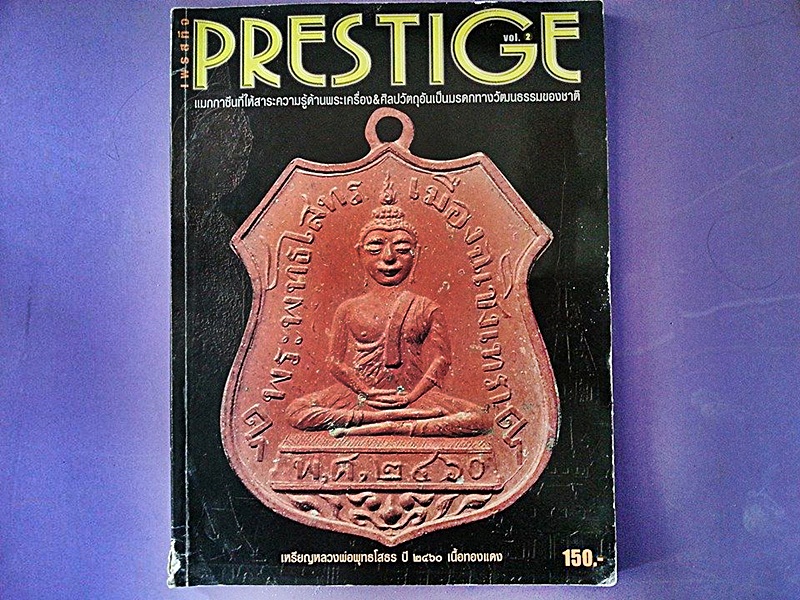 เพรสทีจ
PRESTIGE
vol. 2
แมกกาซีนที่ให้สาระความรู้ด้านพระเครื่อง&ศิลปวัตถุอันเป็นมรดกทางวัฒนธรรมของชาติ
พระพุทธโสทร เมืองฉะเชิงเทรา
พ,ศ,๒๔๖๐
เหรียญหลวงพ่อพุทธโสธร ปี ๒๔๖๐ เนื้อทองแดง
150.-